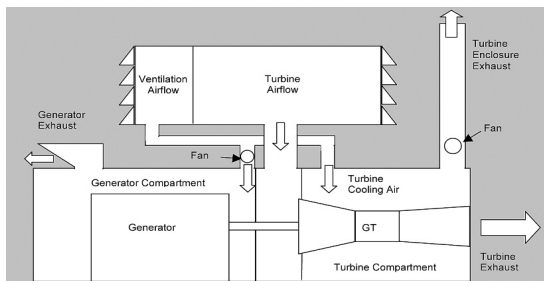 Turbine
Enclosure
Exhaust
Ventilation
Airflow
Turbine
Airflow
Generator
Exhaust
Fan
Fan
Generator Compartment
Turbine
Cooling Air
Generator
GT
Turbine Compartment
Turbine
Exhaust